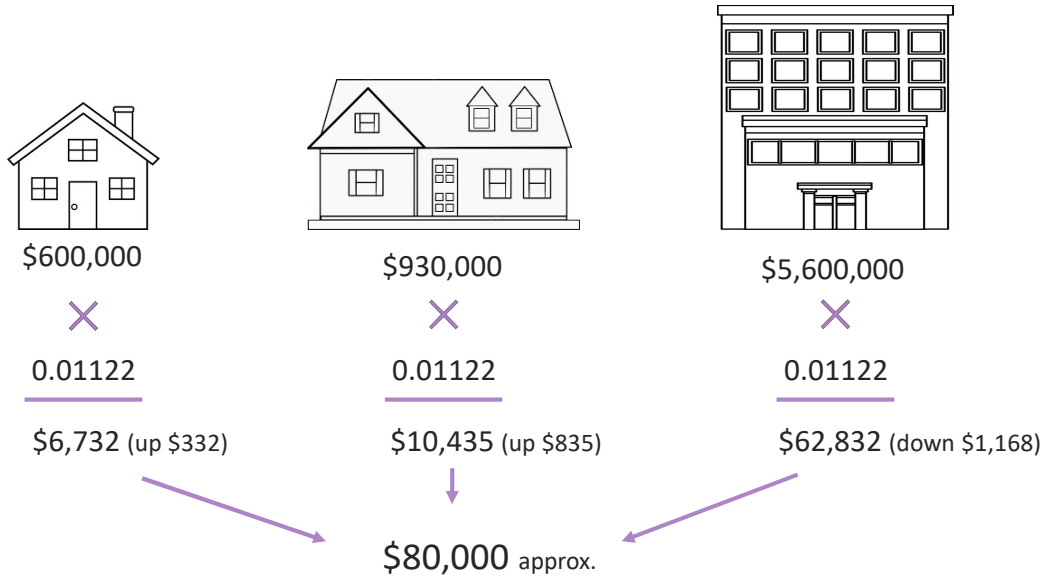 $600,000
$930,000
$5,600,000
×
×
×
0.01122
0.01122
0.01122
$6,732 (up $332)
$10,435 (up $835)
$62,832 (down $1,168)
$80,000 approx.